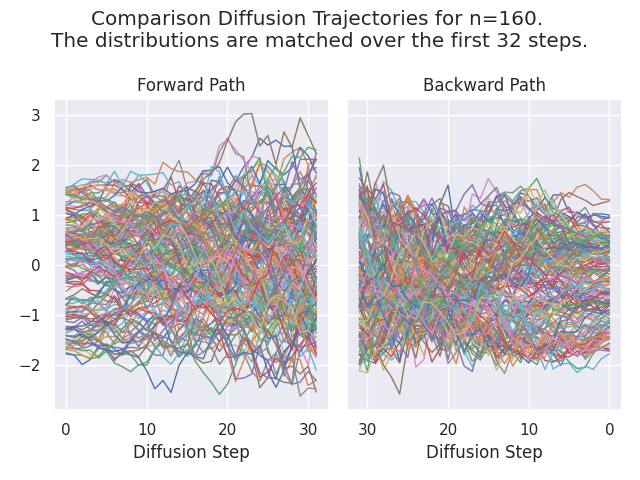 Comparison Diffusion Trajectories for n=160.
The distributions are matched over the first 32 steps.
Forward Path
Backward Path
3
2
1
0
−1
−2
0 10 20 30
30 20 10 0
Diffusion Step
Diffusion Step